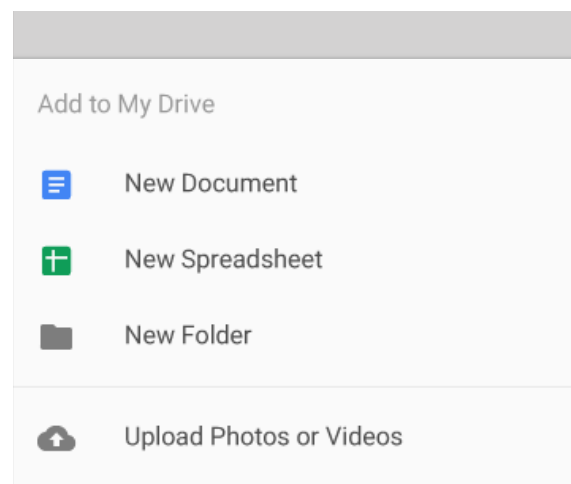 Add to My Drive
New Document
New Spreadsheet
New Folder
Upload Photos or Videos